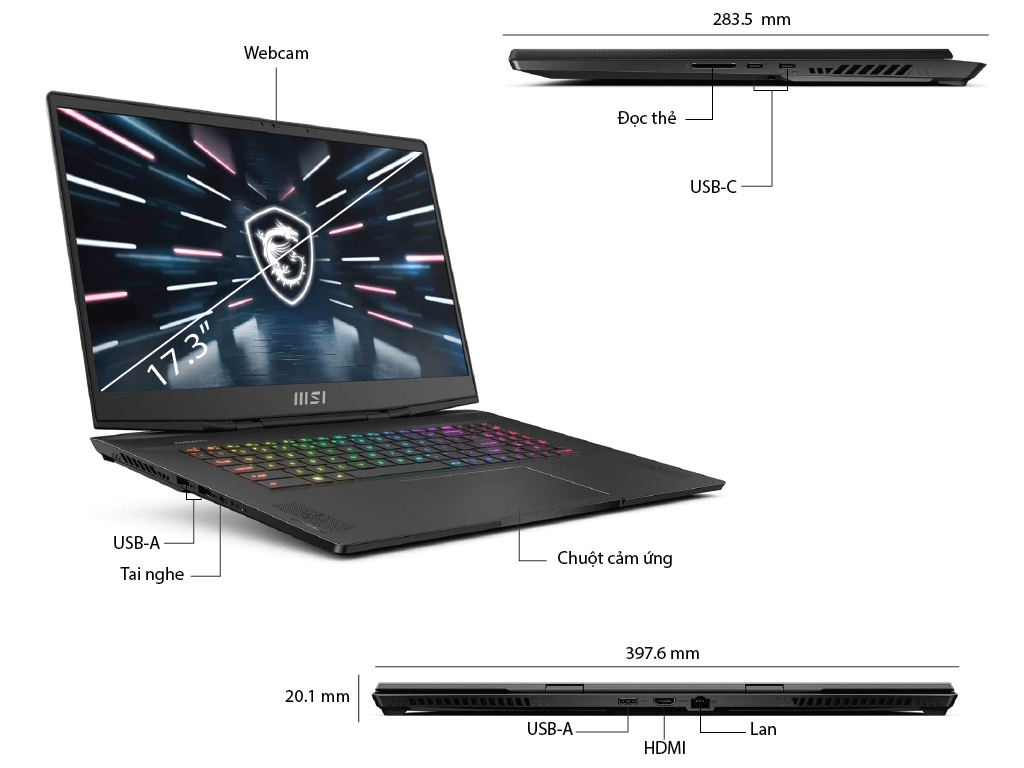 283.5 mm
Webcam
Đọc thẻ
USB-C
17.3"
msi
USB-A
Tai nghe
Chuột cảm ứng
397.6 mm
20.1 mm
USB-A
Lan
HDMI